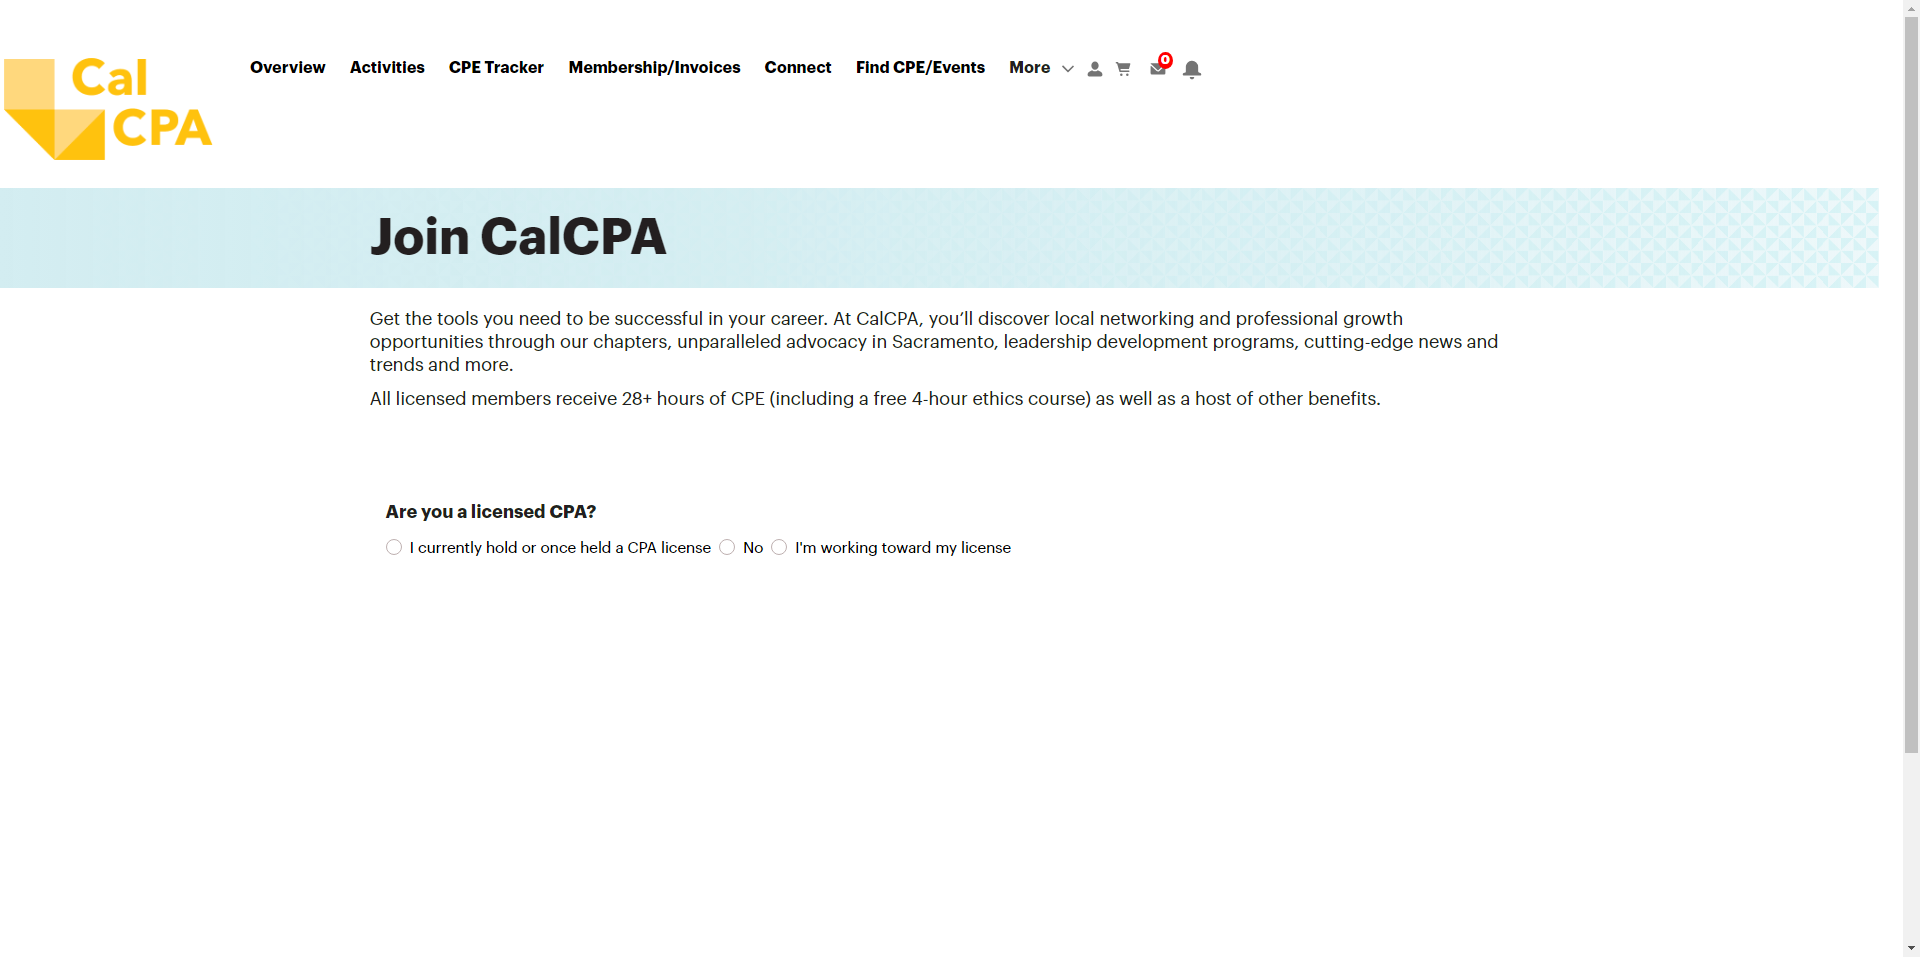 Cal
CPA
Overview Activities CPE Tracker Membership/Invoices Connect Find CPE/Events More 0
Join CalCPA
Get the tools you need to be successful in your career. At CalCPA, you’ll discover local networking and professional growth
opportunities through our chapters, unparalleled advocacy in Sacramento, leadership development programs, cutting-edge news and
trends and more.
All licensed members receive 28+ hours of CPE (including a free 4-hour ethics course) as well as a host of other benefits.
Are you a licensed CPA?
I currently hold or once held a CPA license No I'm working toward my license